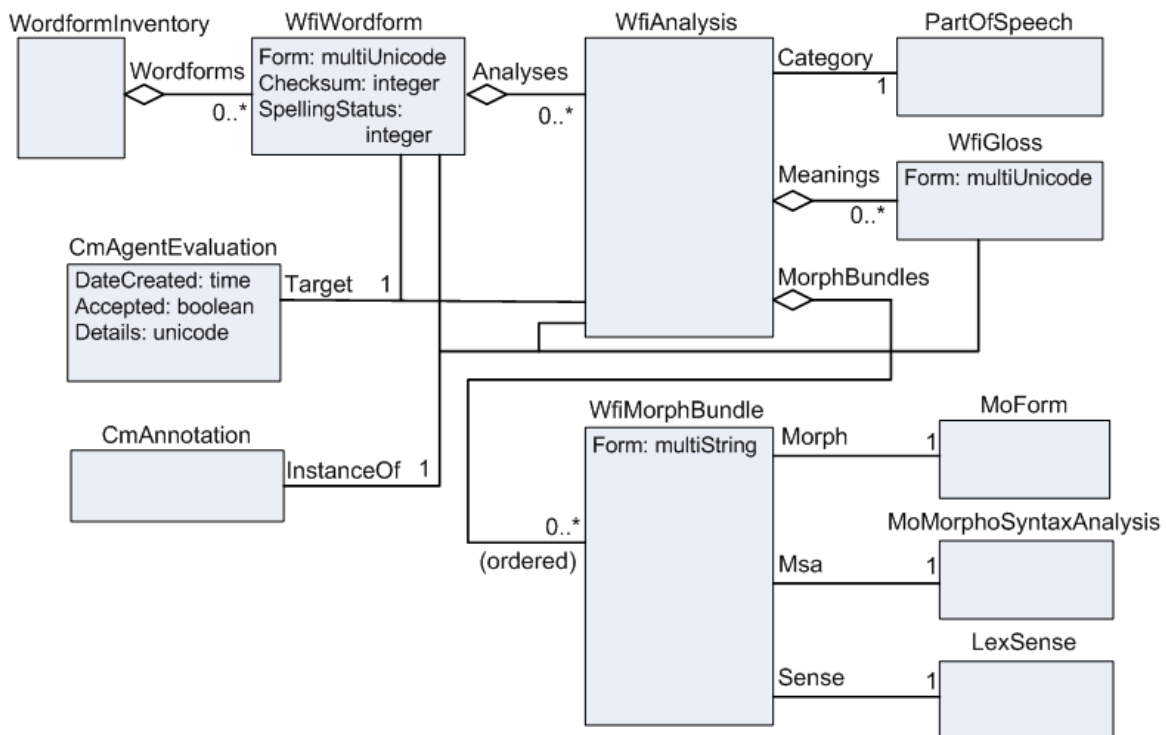 WordformInventory
WfiWordform
WfiAnalysis
PartOfSpeech
Wordforms
0..*
Form: multiUnicode
Checksum: integer
SpellingStatus:
integer
Analyses
0..*
Category
1
WfiGloss
Meanings
0..*
Form: multiUnicode
CmAgentEvaluation
DateCreated: time
Accepted: boolean
Details: unicode
Target
1
MorphBundles
CmAnnotation
InstanceOf
1
0..*
(ordered)
WfiMorphBundle
Form: multiString
Morph
1
MoForm
Msa
1
MoMorphoSyntaxAnalysis
Sense
1
LexSense